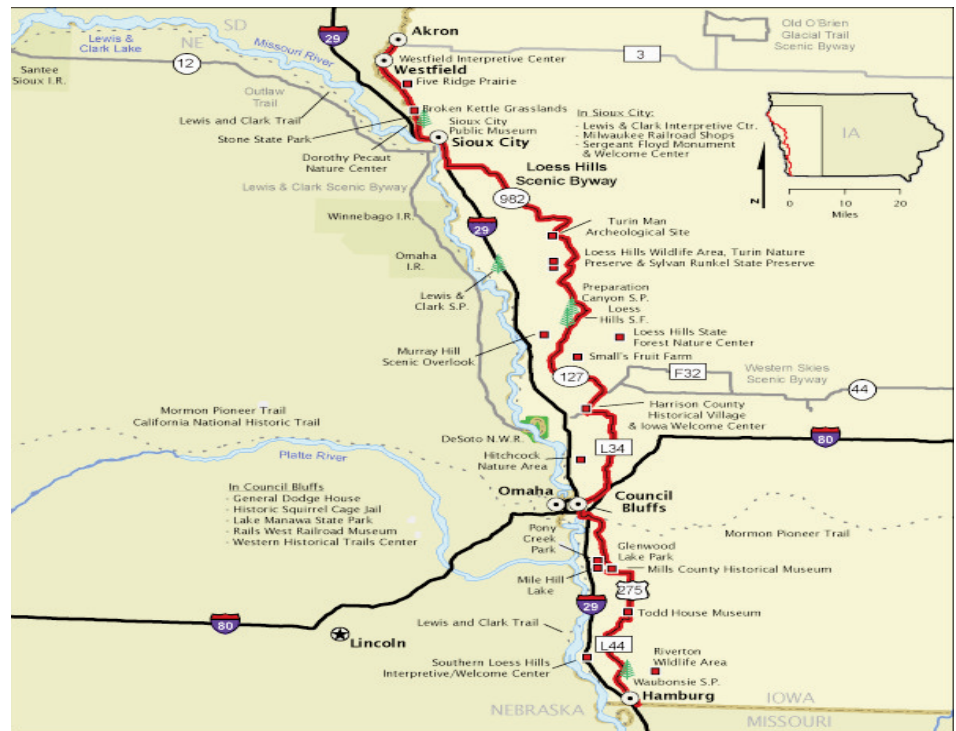 SD
NE
Lewis &
Clark Lake
Missouri River
29
Akron
Old O'Brien
Glacial Trail
Scenic Byway
3
12
Santee
Sioux I.R.
Westfield Interpretive Center
Westfield
Five Ridge Prairie
Outlaw
Trail
Lewis and Clark Trail
Stone State Park
Broken Kettle Grasslands
Sioux City
Public Museum
Sioux City
Dorothy Pecaut
Nature Center
In Sioux City:
- Lewis & Clark Interpretive Ctr.
- Milwaukee Railroad Shops
- Sergeant Floyd Monument
& Welcome Center
IA
N
0 10 20
Miles
Loess Hills
Scenic Byway
Lewis & Clark Scenic Byway
982
Winnebago I.R.
29
Turin Man
Archeological Site
Omaha
I.R.
Loess Hills Wildlife Area, Turin Nature
Preserve & Sylvan Runkel State Preserve
Lewis &
Clark S.P.
Preparation
Canyon S.P.
Loess
Hills S.F.
Loess Hills State
Forest Nature Center
Murray Hill
Scenic Overlook
Small's Fruit Farm
Western Skies
Scenic Byway
127
F32
44
Mormon Pioneer Trail
California National Historic Trail
Harrison County
Historical Village
& Iowa Welcome Center
DeSoto N.W.R.
80
Hitchcock
Nature Area
L34
Platte River
In Council Bluffs
- General Dodge House
- Historic Squirrel Cage Jail
- Lake Manawa State Park
- Rails West Railroad Museum
- Western Historical Trails Center
Omaha
Council
Bluffs
Mormon Pioneer Trail
Pony
Creek
Park
Glenwood
Lake Park
Mills County Historical Museum
Mile Hill
Lake
275
29
80
Todd House Museum
Lewis and Clark Trail
Lincoln
L44
Southern Loess Hills
Interpretive/Welcome Center
Riverton
Wildlife Area
Waubonsie S.P.
Hamburg
NEBRASKA
IOWA
MISSOURI